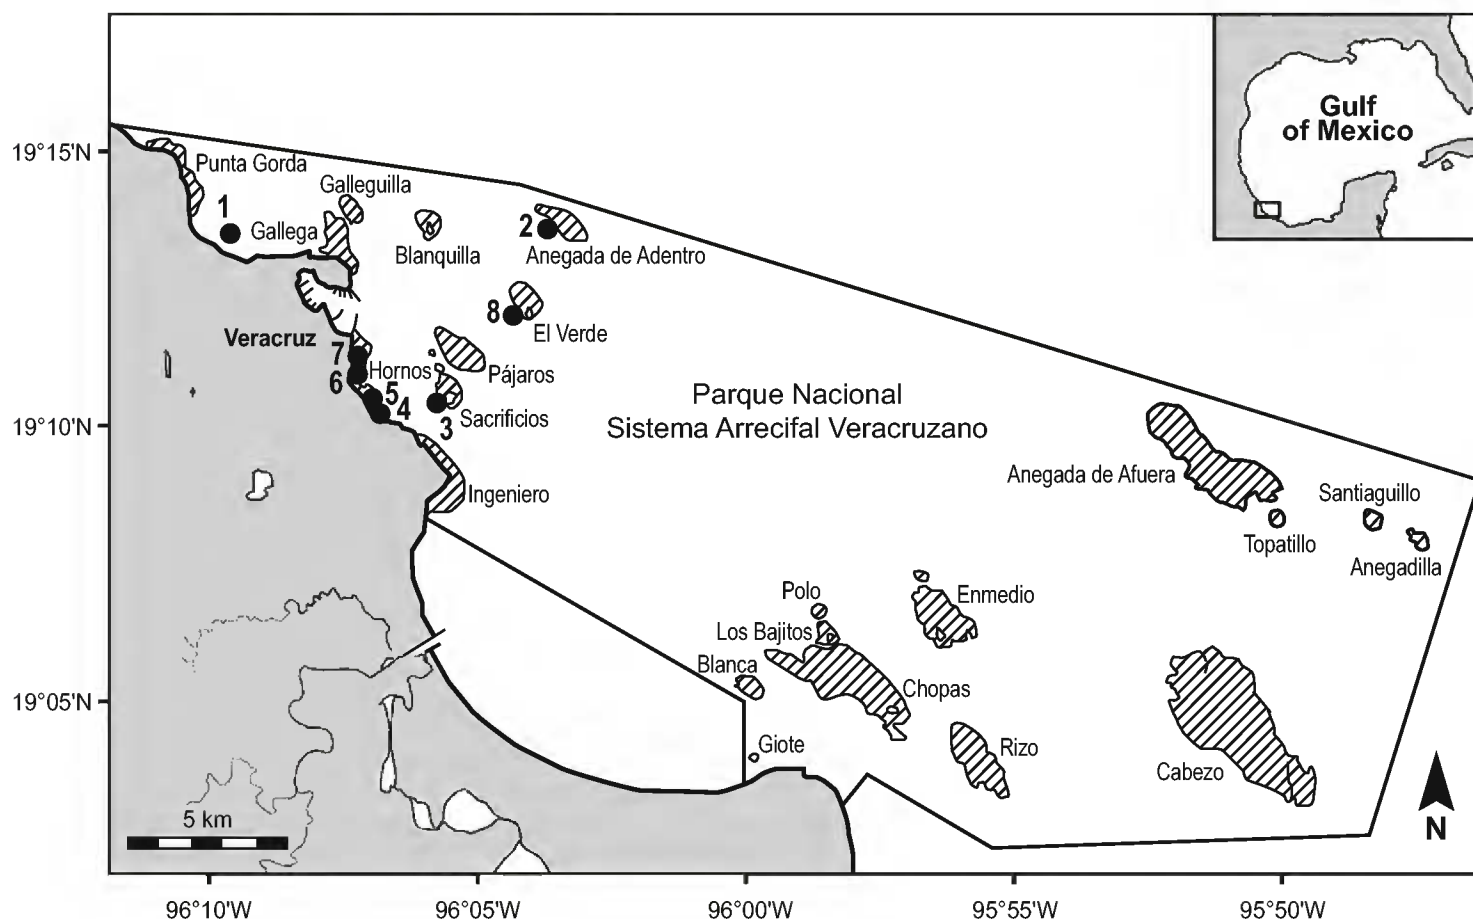 Gulf
of Mexico
19°15'N
Punta Gorda
Galleguilla
1
Gallega
Blanquilla
2
Anegada de Adentro
8
El Verde
Veracruz
7
Hornos
6
Pájaros
5
4
3
Sacrificios
19°10'N
Parque Nacional
Sistema Arrecifal Veracruzano
Ingeniero
Anegada de Afuera
Santiaguillo
Topatillo
Anegadilla
Polo
Enmedio
Los Bajitos
Blanca
Chopas
19°05'N
Giote
Rizo
Cabezo
5 km
N
96°10'W
96°05'W
96°00'W
95°55'W
95°50'W